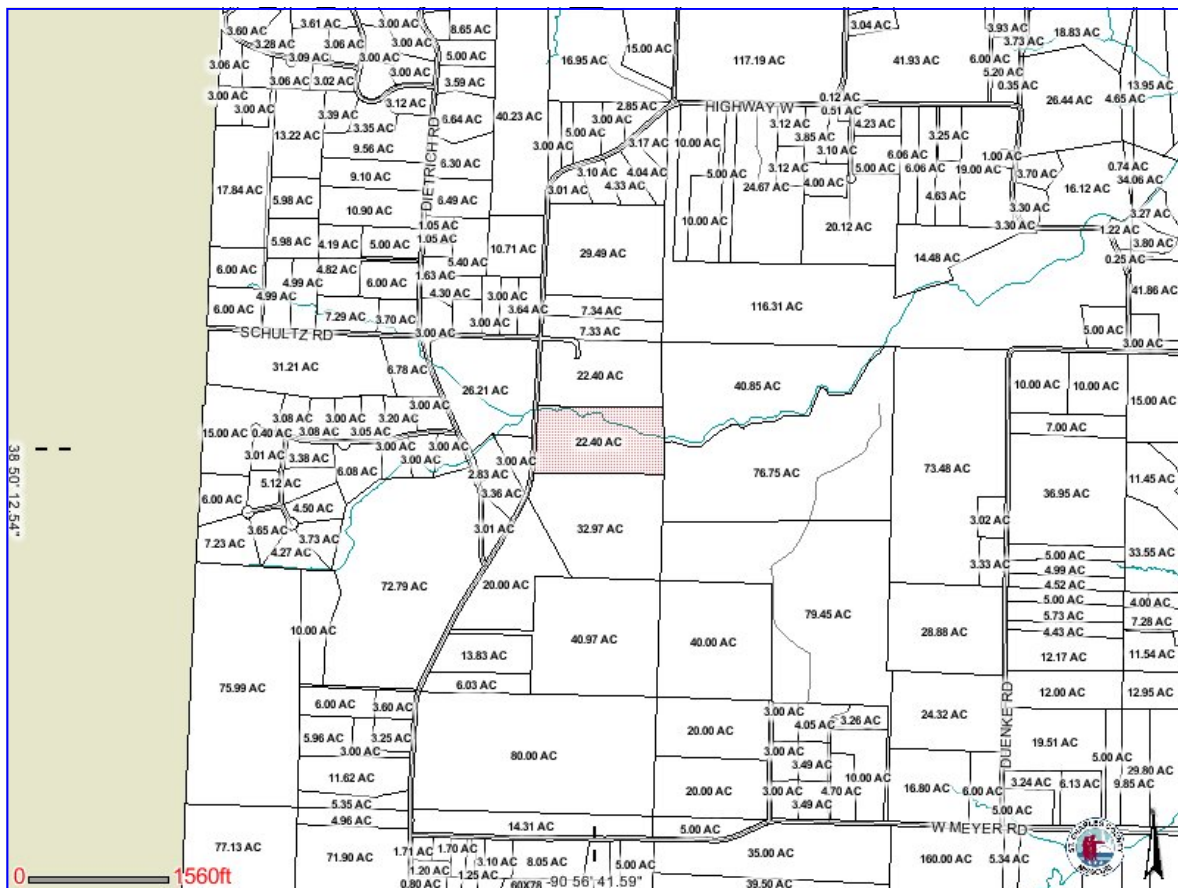 3.60 AC
3.61 AC
3.00 AC
8.65 AC
15.00 AC
3.04 AC
3.93 AC
18.83 AC
3.28 AC
3.06 AC
3.00 AC
3.73 AC
3.06 AC
3.09 AC
3.00 AC
5.00 AC
16.95 AC
117.19 AC
41.93 AC
6.00 AC
5.20 AC
3.06 AC
3.02 AC
3.00 AC
3.59 AC
0.35 AC
13.95 AC
3.00 AC
3.00 AC
3.39 AC
3.12 AC
6.64 AC
40.23 AC
2.85 AC
HIGHWAY W
0.12 AC
0.51 AC
26.44 AC
4.65 AC
13.22 AC
3.35 AC
3.00 AC
5.00 AC
3.00 AC
3.17 AC
10.00 AC
3.12 AC
3.85 AC
4.23 AC
3.25 AC
9.56 AC
DIETRICH RD
6.30 AC
3.10 AC
3.10 AC
6.06 AC
1.00 AC
17.84 AC
9.10 AC
3.01 AC
4.04 AC
4.33 AC
5.00 AC
3.12 AC
24.67 AC
4.00 AC
5.00 AC
6.06 AC
19.00 AC
3.70 AC
0.74 AC
34.06 AC
16.12 AC
5.98 AC
10.90 AC
6.49 AC
10.00 AC
4.63 AC
3.30 AC
3.27 AC
1.05 AC
20.12 AC
3.30 AC
1.22 AC
5.98 AC
4.19 AC
5.00 AC
1.05 AC
10.71 AC
29.49 AC
14.48 AC
3.80 AC
0.25 AC
6.00 AC
4.99 AC
4.82 AC
6.00 AC
5.40 AC
1.63 AC
4.30 AC
3.00 AC
41.86 AC
6.00 AC
4.99 AC
7.29 AC
3.70 AC
3.00 AC
3.64 AC
7.34 AC
116.31 AC
SCHULTZ RD
3.00 AC
7.33 AC
5.00 AC
3.00 AC
31.21 AC
6.78 AC
26.21 AC
22.40 AC
40.85 AC
10.00 AC
10.00 AC
15.00 AC
3.08 AC
3.00 AC
3.20 AC
3.00 AC
7.00 AC
15.00 AC
0.40 AC
3.08 AC
3.05 AC
22.40 AC
38 50' 12.54"
3.01 AC
3.38 AC
3.00 AC
3.00 AC
3.00 AC
3.00 AC
76.75 AC
73.48 AC
5.12 AC
6.08 AC
2.83 AC
11.45 AC
6.00 AC
4.50 AC
3.36 AC
36.95 AC
7.23 AC
3.65 AC
3.73 AC
4.27 AC
3.01 AC
32.97 AC
3.02 AC
33.55 AC
72.79 AC
20.00 AC
3.33 AC
5.00 AC
4.99 AC
4.52 AC
10.00 AC
79.45 AC
5.00 AC
4.00 AC
5.73 AC
7.28 AC
40.97 AC
40.00 AC
28.88 AC
4.43 AC
13.83 AC
12.17 AC
11.54 AC
75.99 AC
6.03 AC
6.00 AC
3.60 AC
DUENKE RD
12.00 AC
12.95 AC
3.00 AC
4.05 AC
3.26 AC
24.32 AC
5.96 AC
3.25 AC
20.00 AC
19.51 AC
3.00 AC
3.00 AC
3.49 AC
5.00 AC
80.00 AC
29.80 AC
11.62 AC
10.00 AC
3.24 AC
6.13 AC
9.85 AC
20.00 AC
3.00 AC
4.70 AC
16.80 AC
6.00 AC
5.35 AC
3.49 AC
5.00 AC
4.96 AC
14.31 AC
5.00 AC
W MEYER RD
77.13 AC
71.90 AC
1.71 AC
1.70 AC
3.10 AC
8.05 AC
5.00 AC
35.00 AC
160.00 AC
5.34 AC
1.20 AC
1.25 AC
0.80 AC
60X78
-90 56' 41.59"
39.50 AC
0
1560ft
ST CHARLES COUNTY
MISSOURI